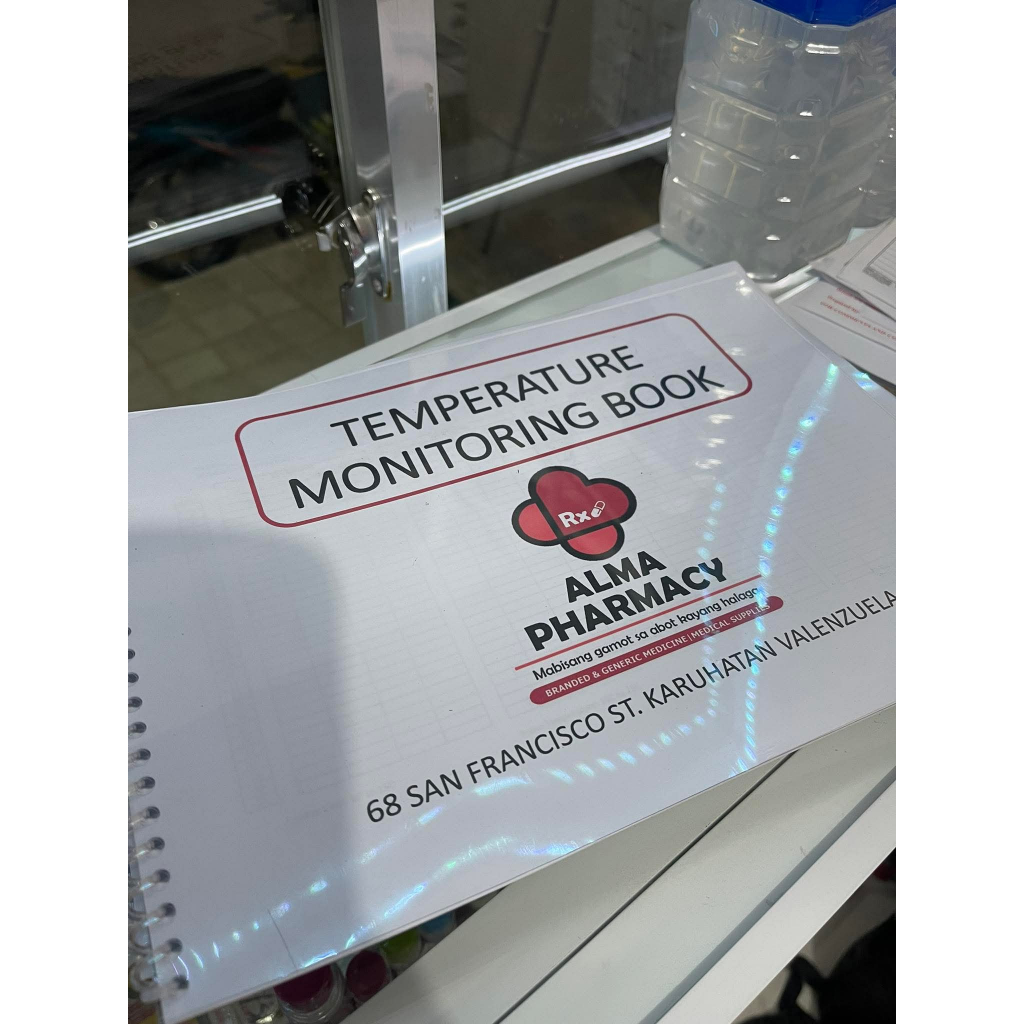 TEMPERATURE
MONITORING BOOK
Rx
ALMA
PHARMACY
Mabisang gamot sa abot kayang halaga
BRANDED & GENERIC MEDICINE | MEDICAL SUPPLIES
68 SAN FRANCISCO ST. KARUHATAN VALENZUELA